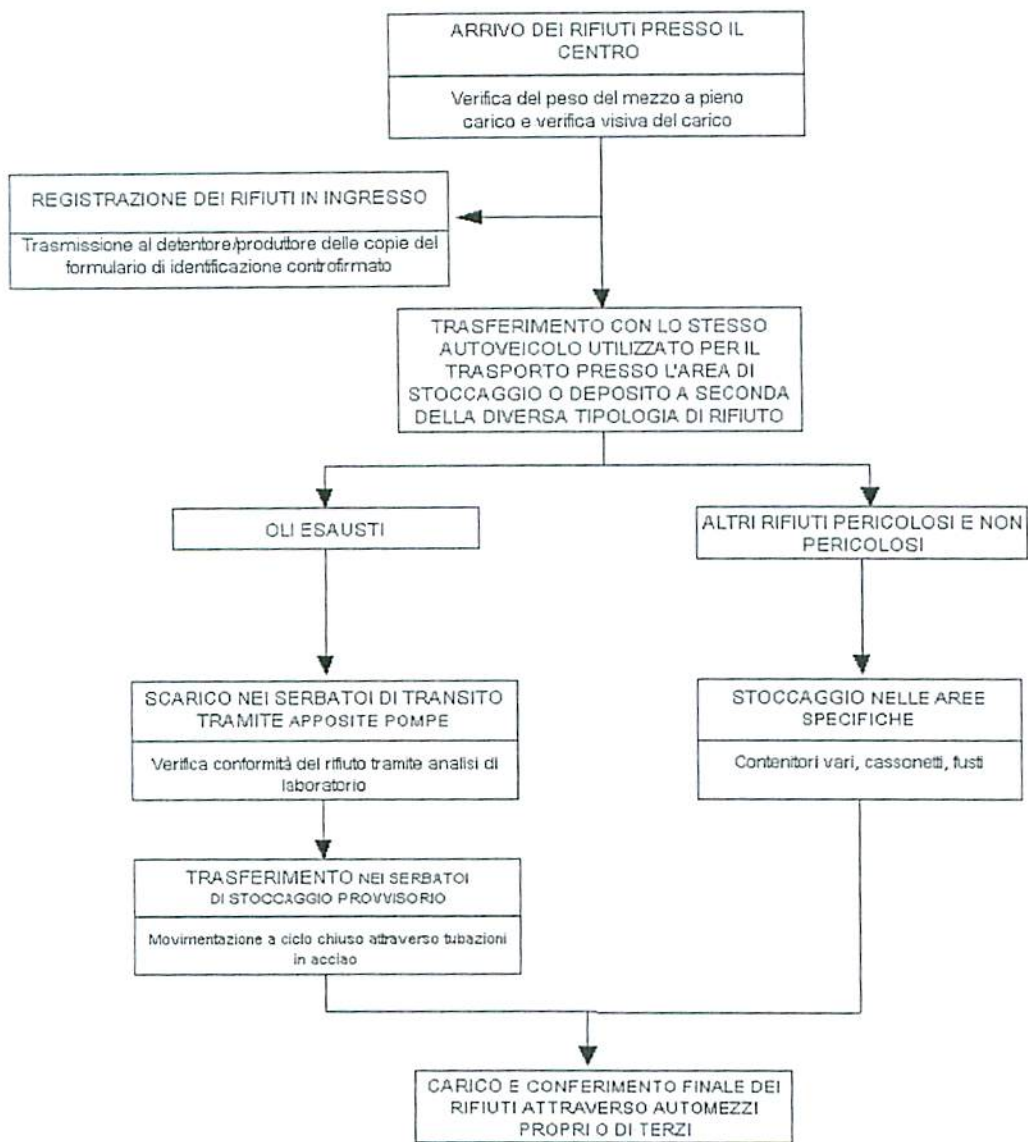 ARRIVO DEI RIFIUTI PRESSO IL
CENTRO
Verifica del peso del mezzo a pieno
carico e verifica visiva del carico
REGISTRAZIONE DEI RIFIUTI IN INGRESSO
Trasmissione al detentore/produttore delle copie del
formulario di identificazione controfirmato
TRASFERIMENTO CON LO STESSO
AUTOVEICOLO UTILIZZATO PER IL
TRASPORTO PRESSO L'AREA DI
STOCCAGGIO O DEPOSITO A SECONDA
DELLA DIVERSA TIPOLOGIA DI RIFIUTO
OLI ESAUSTI
ALTRI RIFIUTI PERICOLOSI E NON
PERICOLOSI
SCARICO NEI SERBATOI DI TRANSITO
TRAMITE APPOSITE POMPE
Verifica conformità del rifiuto tramite analisi di
laboratorio
STOCCAGGIO NELLE AREE
SPECIFICHE
Contenitori vari, cassonetti, fusti
TRASFERIMENTO NEI SERBATOI
DI STOCCAGGIO PROVVISORIO
Movimentazione a ciclo chiuso attraverso tubazioni
in acciao
CARICO E CONFERIMENTO FINALE DEI
RIFIUTI ATTRAVERSO AUTOMEZZI
PROPRI O DI TERZI